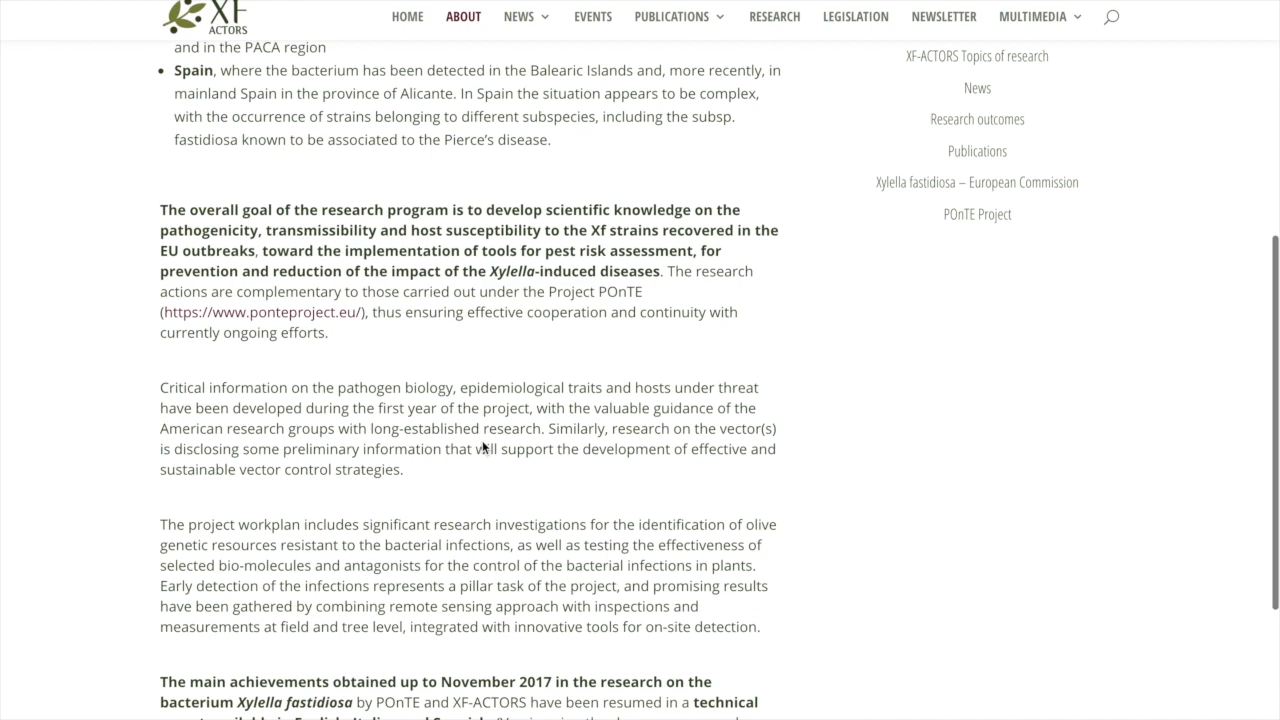 XF
ACTORS
HOME ABOUT NEWS EVENTS PUBLICATIONS RESEARCH LEGISLATION NEWSLETTER MULTIMEDIA
and in the PACA region
• Spain, where the bacterium has been detected in the Balearic Islands and, more recently, in
mainland Spain in the province of Alicante. In Spain the situation appears to be complex,
with the occurrence of strains belonging to different subspecies, including the subsp.
fastidiosa known to be associated to the Pierce’s disease.
The overall goal of the research program is to develop scientific knowledge on the
pathogenicity, transmissibility and host susceptibility to the Xf strains recovered in the
EU outbreaks, toward the implementation of tools for pest risk assessment, for
prevention and reduction of the impact of the Xylella-induced diseases. The research
actions are complementary to those carried out under the Project POnTE
(https://www.ponteproject.eu/), thus ensuring effective cooperation and continuity with
currently ongoing efforts.
Critical information on the pathogen biology, epidemiological traits and hosts under threat
have been developed during the first year of the project, with the valuable guidance of the
American research groups with long-established research. Similarly, research on the vector(s)
is disclosing some preliminary information that will support the development of effective and
sustainable vector control strategies.
The project workplan includes significant research investigations for the identification of olive
genetic resources resistant to the bacterial infections, as well as testing the effectiveness of
selected bio-molecules and antagonists for the control of the bacterial infections in plants.
Early detection of the infections represents a pillar task of the project, and promising results
have been gathered by combining remote sensing approach with inspections and
measurements at field and tree level, integrated with innovative tools for on-site detection.
The main achievements obtained up to November 2017 in the research on the
bacterium Xylella fastidiosa by POnTE and XF-ACTORS have been resumed in a technical
XF-ACTORS Topics of research
News
Research outcomes
Publications
Xylella fastidiosa – European Commission
POnTE Project